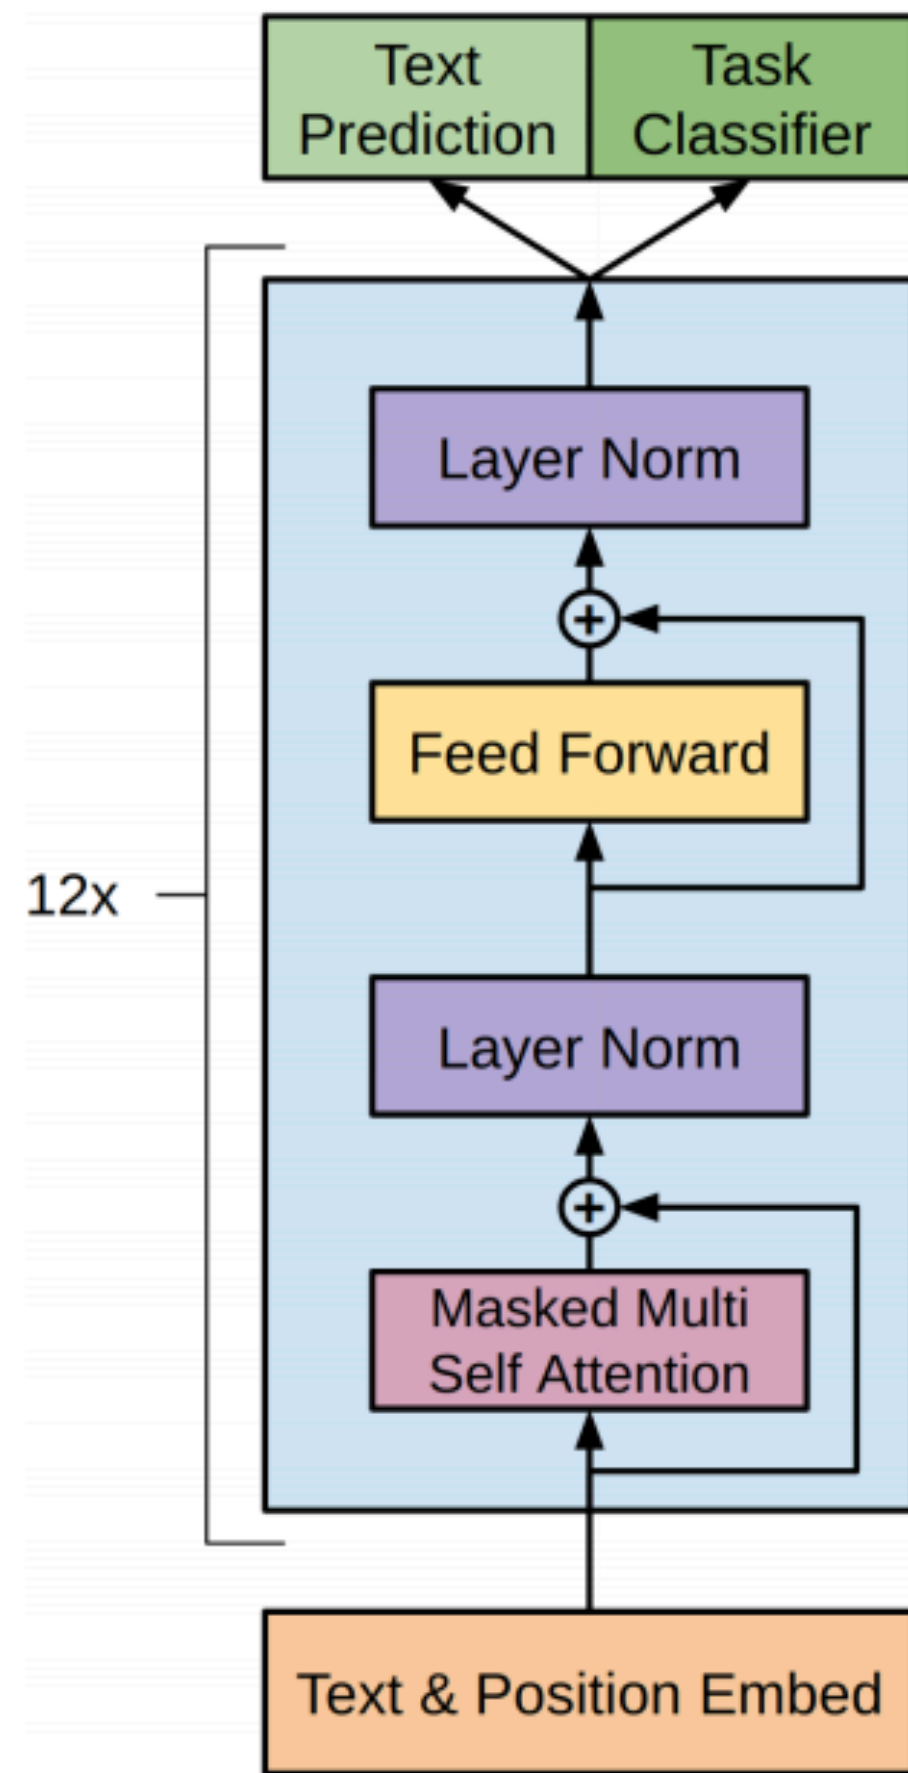 Text
Prediction
Task
Classifier
Layer Norm
+
Feed Forward
12x
Layer Norm
+
Masked Multi
Self Attention
Text & Position Embed